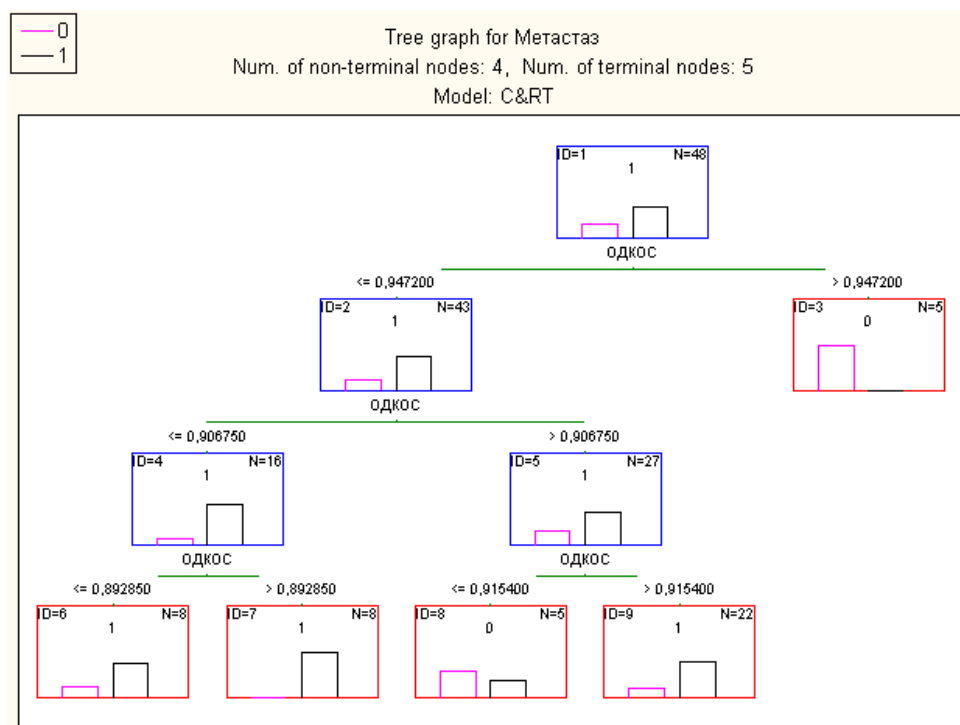 0
1
Tree graph for Метастаз
Num. of non-terminal nodes: 4, Num. of terminal nodes: 5
Model: C&RT
ID=1 N=48
1
ОДКОС
<= 0,947200 > 0,947200
ID=2 N=43 ID=3 N=5
1 0
ОДКОС
<= 0,906750 > 0,906750
ID=4 N=16 ID=5 N=27
1 1
ОДКОС ОДКОС
<= 0,892850 > 0,892850 <= 0,915400 > 0,915400
ID=6 N=8 ID=7 N=8 ID=8 N=5 ID=9 N=22
1 1 0 1